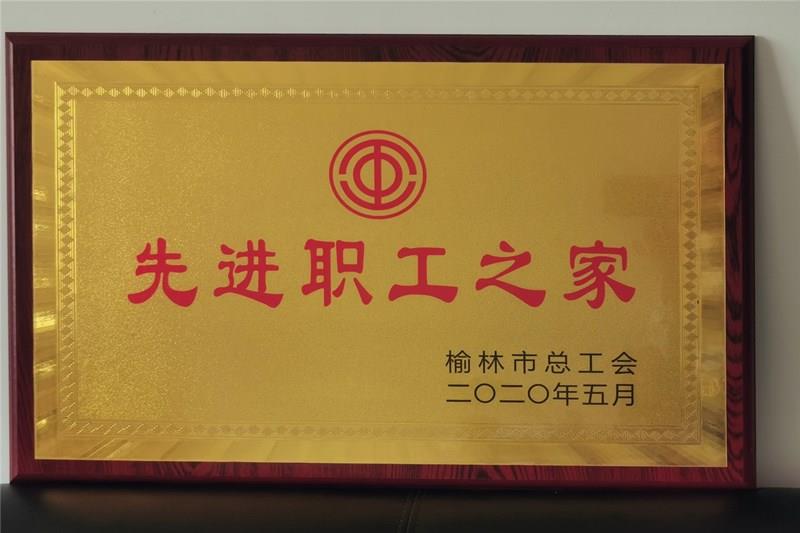 先进职工之家
榆林市总工会
二〇二〇年五月